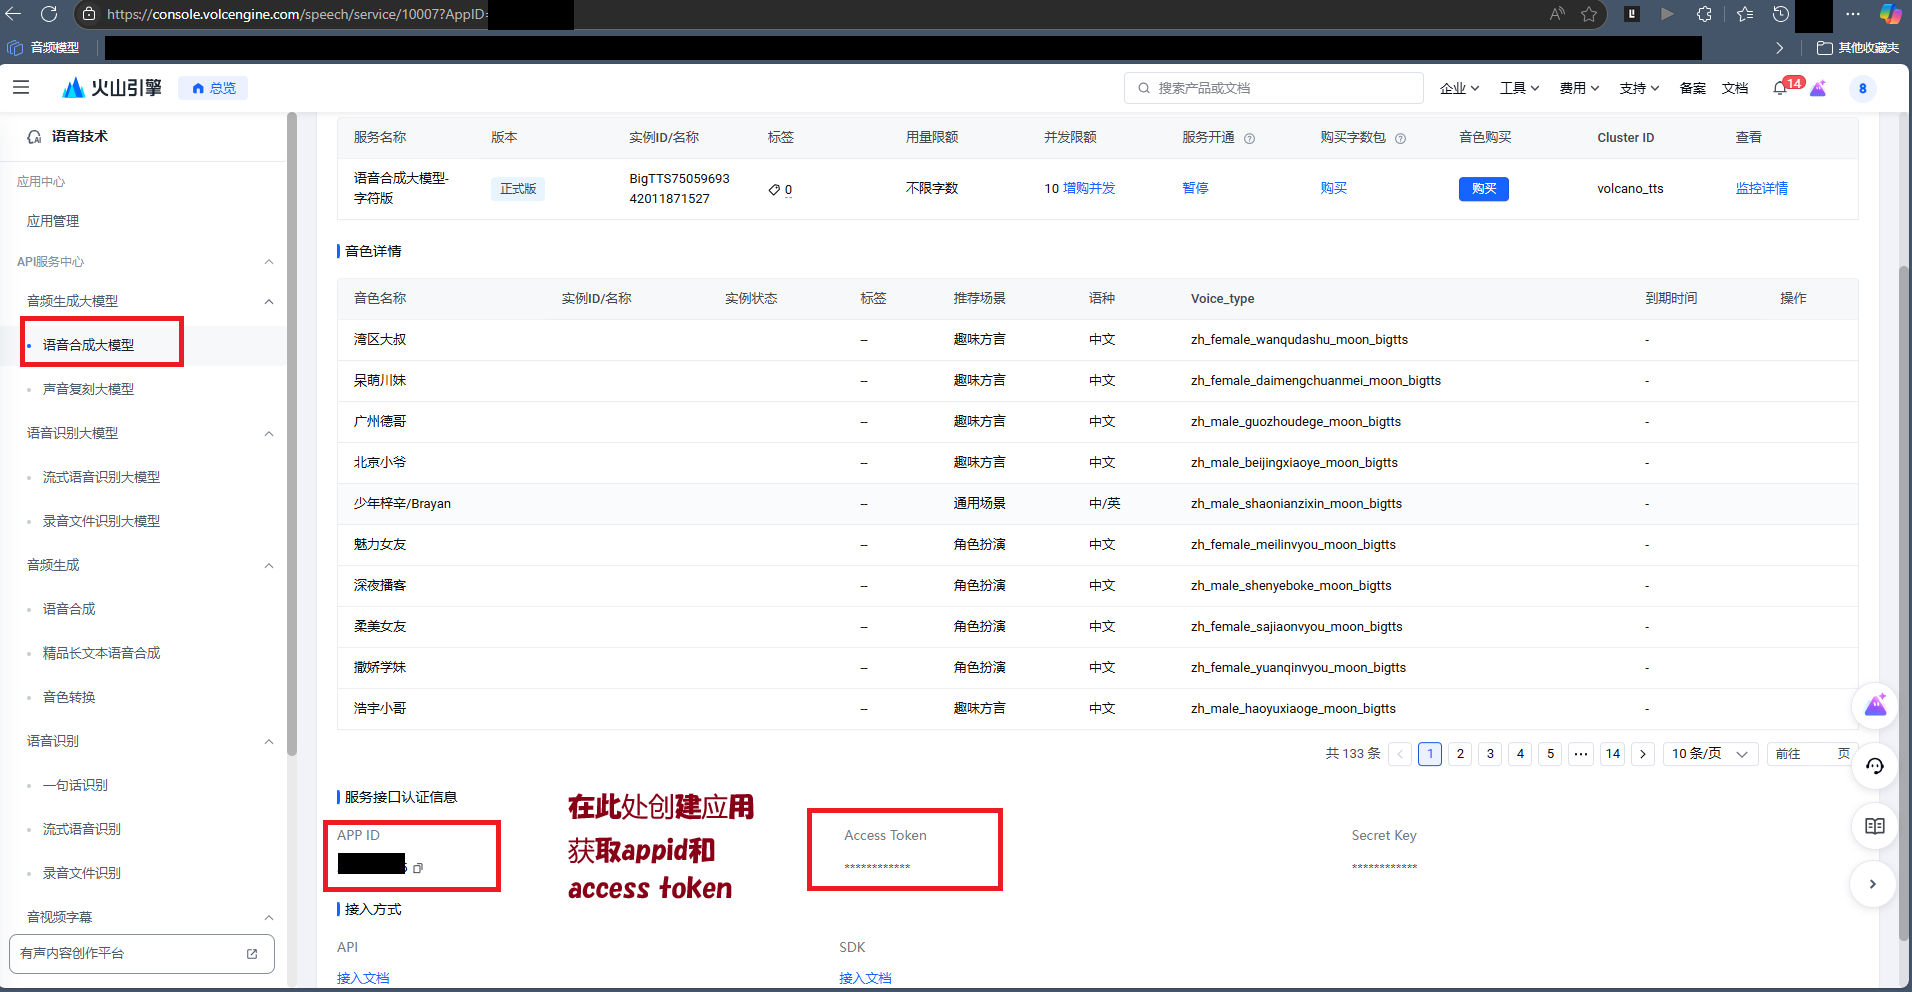 https://console.volcengine.com/speech/service/10007?AppID=
音频模型
其他收藏夹
火山引擎
总览
搜索产品或文档
企业
工具
费用
支持
备案
文档
14
8
语音技术
应用中心
应用管理
API服务中心
音频生成大模型
语音合成大模型
声音复刻大模型
语音识别大模型
流式语音识别大模型
录音文件识别大模型
音频生成
语音合成
精品长文本语音合成
音色转换
语音识别
一句话识别
流式语音识别
录音文件识别
音视频字幕
有声内容创作平台
服务名称 版本 实例ID/名称 标签 用量限额 并发限额 服务开通 购买字数包 音色购买 Cluster ID 查看
语音合成大模型-字符版 正式版 BigTTS7505969342011871527 0 不限字数 10 增购并发 暂停 购买 购买 volcano_tts 监控详情
音色详情
音色名称 实例ID/名称 实例状态 标签 推荐场景 语种 Voice_type 到期时间 操作
湾区大叔 -- 趣味方言 中文 zh_female_wanqudashu_moon_bigtts -
呆萌川妹 -- 趣味方言 中文 zh_female_daimengchuanmei_moon_bigtts -
广州德哥 -- 趣味方言 中文 zh_male_guozhoudege_moon_bigtts -
北京小爷 -- 趣味方言 中文 zh_male_beijingxiaoye_moon_bigtts -
少年梓辛/Brayan -- 通用场景 中/英 zh_male_shaonianzixin_moon_bigtts -
魅力女友 -- 角色扮演 中文 zh_female_meilinvyou_moon_bigtts -
深夜播客 -- 角色扮演 中文 zh_male_shenyeboke_moon_bigtts -
柔美女友 -- 角色扮演 中文 zh_female_sajiaonvyou_moon_bigtts -
撒娇学妹 -- 角色扮演 中文 zh_female_yuanqinvyou_moon_bigtts -
浩宇小哥 -- 趣味方言 中文 zh_male_haoyuxiaoge_moon_bigtts -
共 133 条 1 2 3 4 5 ··· 14 10 条/页 前往 页
服务接口认证信息
APP ID
Access Token
************
Secret Key
************
在此处创建应用
获取appid和
access token
接入方式
API
接入文档
SDK
接入文档